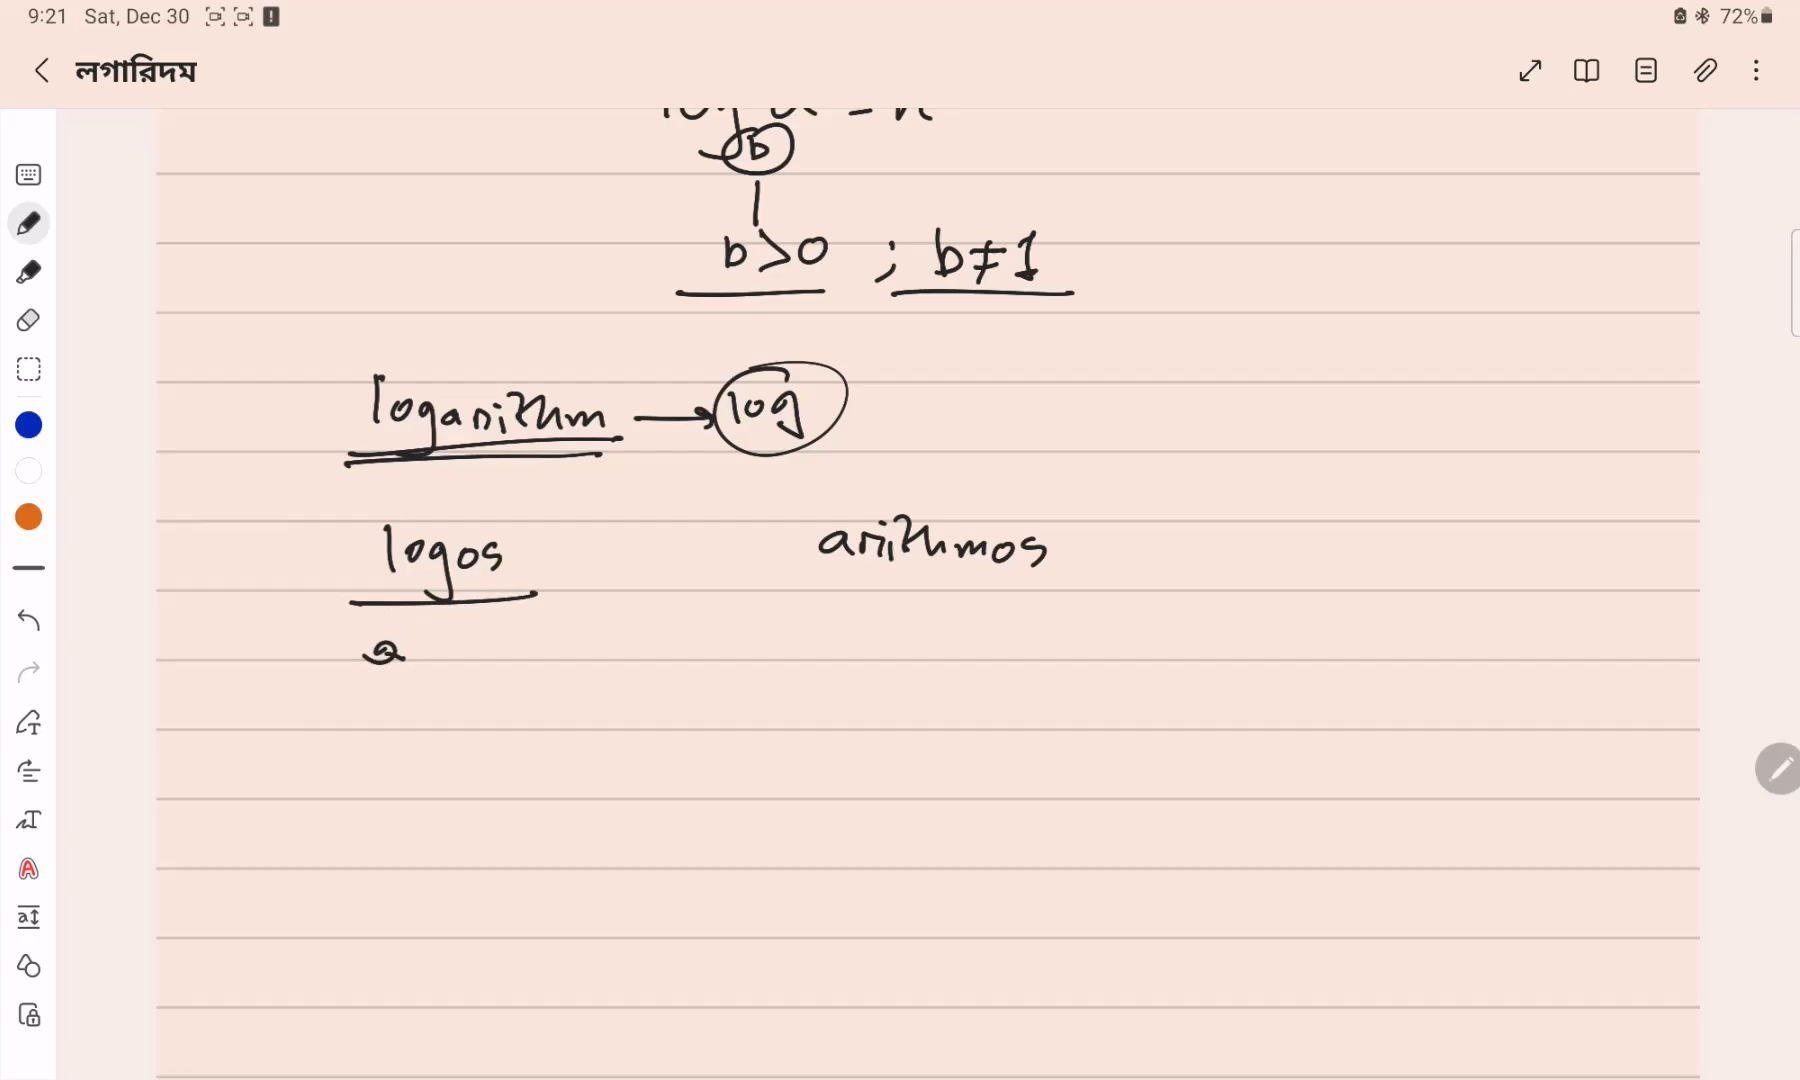 9:21 Sat, Dec 30 72%
লগারিদম
b
b>0 ; b≠1
logarithm → log
logos arithmos